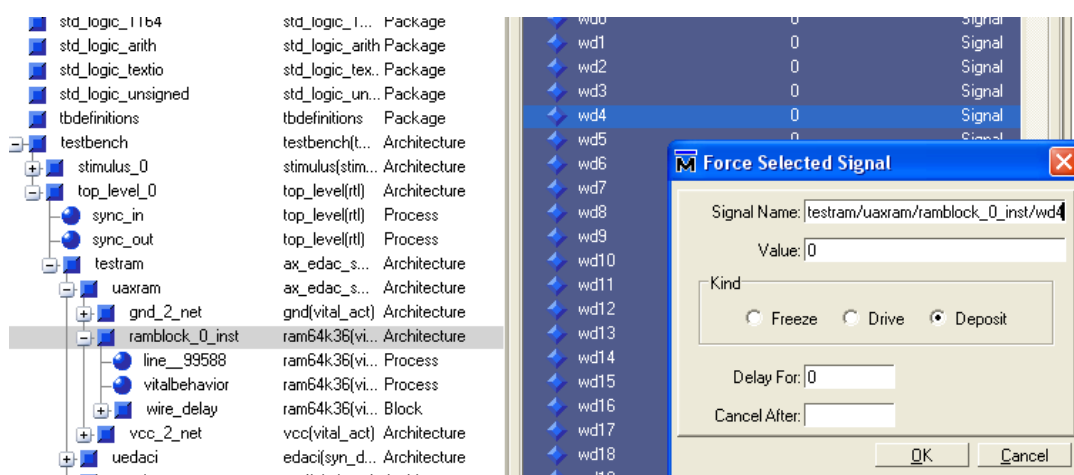 std_logic_1164 std_logic_1... Package
std_logic_arith std_logic_arith Package
std_logic_textio std_logic_tex... Package
std_logic_unsigned std_logic_un... Package
tbdefinitions tbdefinitions Package
testbench testbench(t... Architecture
stimulus_0 stimulus(stim... Architecture
top_level_0 top_level(rtl) Architecture
sync_in top_level(rtl) Process
sync_out top_level(rtl) Process
testram ax_edac_s... Architecture
uaxram ax_edac_s... Architecture
gnd_2_net gnd(vital_act) Architecture
ramblock_0_inst ram64k36(vi... Architecture
line__99588 ram64k36(vi... Process
vitalbehavior ram64k36(vi... Process
wire_delay ram64k36(vi... Block
vcc_2_net vcc(vital_act) Architecture
uedaci edaci(syn_d... Architecture
wd0 0 Signal
wd1 0 Signal
wd2 0 Signal
wd3 0 Signal
wd4 0 Signal
wd5 0 Signal
wd6
wd7
wd8
wd9
wd10
wd11
wd12
wd13
wd14
wd15
wd16
wd17
wd18
Force Selected Signal
Signal Name: testram/uaxram/ramblock_0_inst/wd4
Value: 0
Kind
Freeze Drive Deposit
Delay For: 0
Cancel After:
OK Cancel